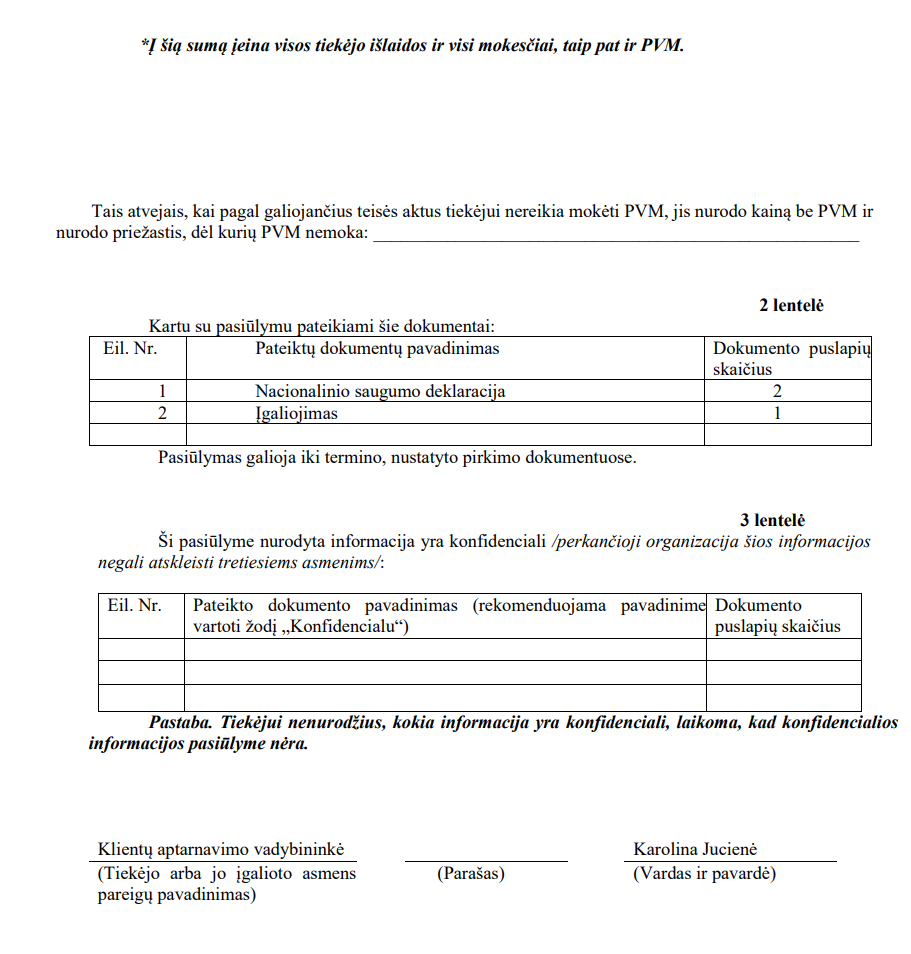 *Į šią sumą įeina visos tiekėjo išlaidos ir visi mokesčiai, taip pat ir PVM.
Tais atvejais, kai pagal galiojančius teisės aktus tiekėjui nereikia mokėti PVM, jis nurodo kainą be PVM ir
nurodo priežastis, dėl kurių PVM nemoka: ____________________________________________________
2 lentelė
Kartu su pasiūlymu pateikiami šie dokumentai:
Eil. Nr. Pateiktų dokumentų pavadinimas Dokumento puslapių
skaičius
1 Nacionalinio saugumo deklaracija 2
2 Įgaliojimas 1
Pasiūlymas galioja iki termino, nustatyto pirkimo dokumentuose.
3 lentelė
Ši pasiūlyme nurodyta informacija yra konfidenciali /perkančioji organizacija šios informacijos
negali atskleisti tretiesiems asmenims/:
Eil. Nr. Pateikto dokumento pavadinimas (rekomenduojama pavadinime Dokumento
vartoti žodį „Konfidencialu“) puslapių skaičius
Pastaba. Tiekėjui nenurodžius, kokia informacija yra konfidenciali, laikoma, kad konfidencialios
informacijos pasiūlyme nėra.
Klientų aptarnavimo vadybininkė Karolina Jucienė
(Tiekėjo arba jo įgalioto asmens (Parašas) (Vardas ir pavardė)
pareigų pavadinimas)